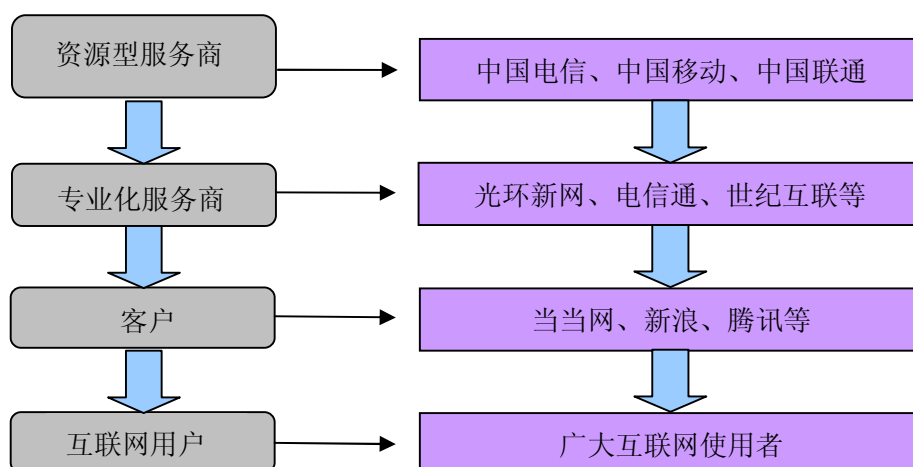 资源型服务商
中国电信、中国移动、中国联通
专业化服务商
光环新网、电信通、世纪互联等
客户
当当网、新浪、腾讯等
互联网用户
广大互联网使用者